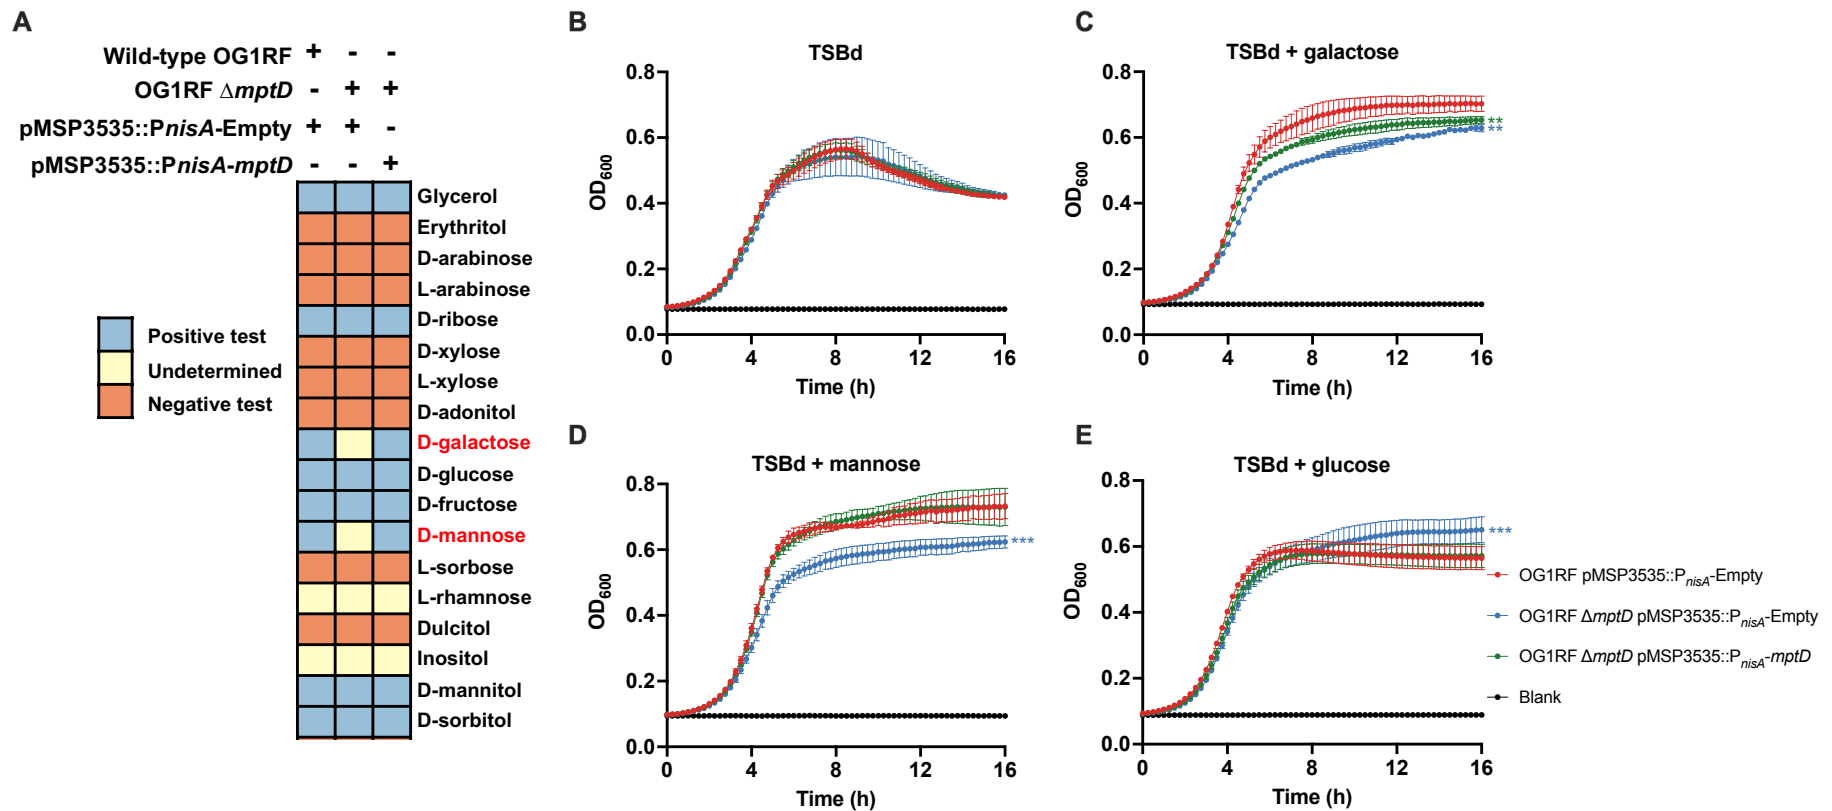 A
Wild-type OG1RF + - -
OG1RF ΔmptD - + +
pMSP3535::PnisA-Empty + + -
pMSP3535::PnisA-mptD - - +
Glycerol
Erythritol
D-arabinose
L-arabinose
D-ribose
D-xylose
L-xylose
D-adonitol
D-galactose
D-glucose
D-fructose
D-mannose
L-sorbose
L-rhamnose
Dulcitol
Inositol
D-mannitol
D-sorbitol
Positive test
Undetermined
Negative test
B
TSBd
OD600
0.8
0.6
0.4
0.2
0.0
0 4 8 12 16
Time (h)
C
TSBd + galactose
OD600
0.8
0.6
0.4
0.2
0.0
**
**
0 4 8 12 16
Time (h)
D
TSBd + mannose
OD600
0.8
0.6
0.4
0.2
0.0
***
0 4 8 12 16
Time (h)
E
TSBd + glucose
OD600
0.8
0.6
0.4
0.2
0.0
***
0 4 8 12 16
Time (h)
OG1RF pMSP3535::PnisA-Empty
OG1RF ΔmptD pMSP3535::PnisA-Empty
OG1RF ΔmptD pMSP3535::PnisA-mptD
Blank